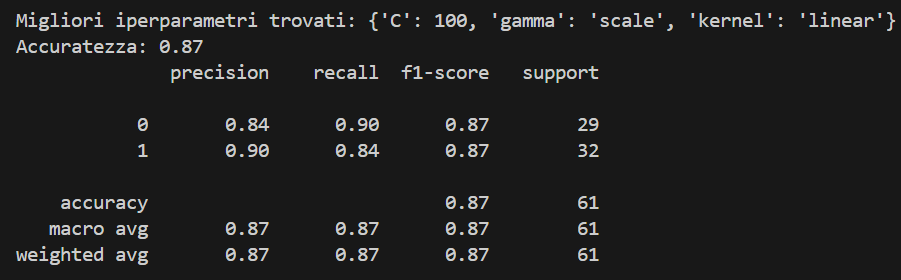 Migliori iperparametri trovati: {'C': 100, 'gamma': 'scale', 'kernel': 'linear'}
Accuratezza: 0.87
precision recall f1-score support
0 0.84 0.90 0.87 29
1 0.90 0.84 0.87 32
accuracy 0.87 61
macro avg 0.87 0.87 0.87 61
weighted avg 0.87 0.87 0.87 61